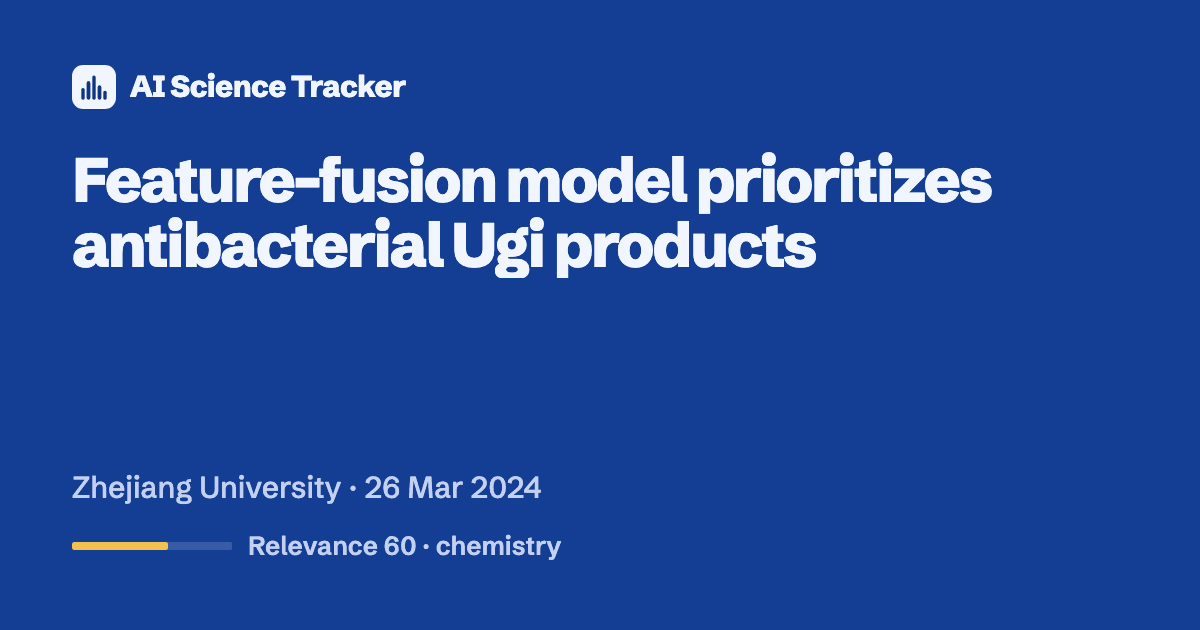 AI Science Tracker
Feature-fusion model prioritizes
antibacterial Ugi products
Zhejiang University · 26 Mar 2024
Relevance 60 · chemistry